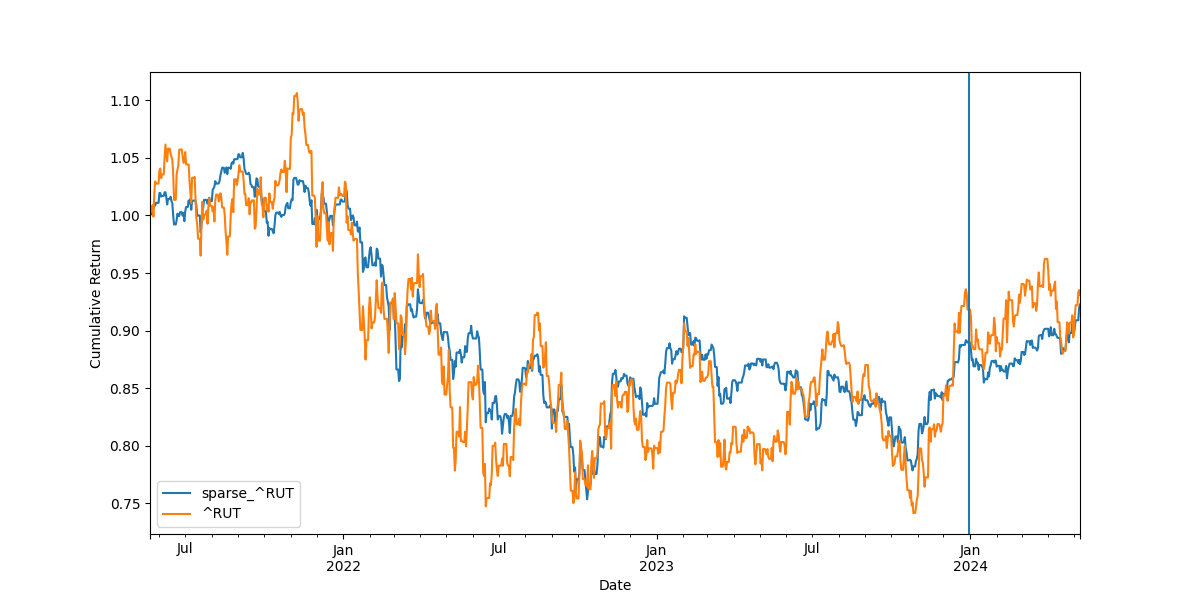 1.10
1.05
1.00
0.95
0.90
0.85
0.80
0.75
Cumulative Return
sparse_^RUT
^RUT
Jul
Jan
2022
Jul
Jan
2023
Jul
Jan
2024
Date